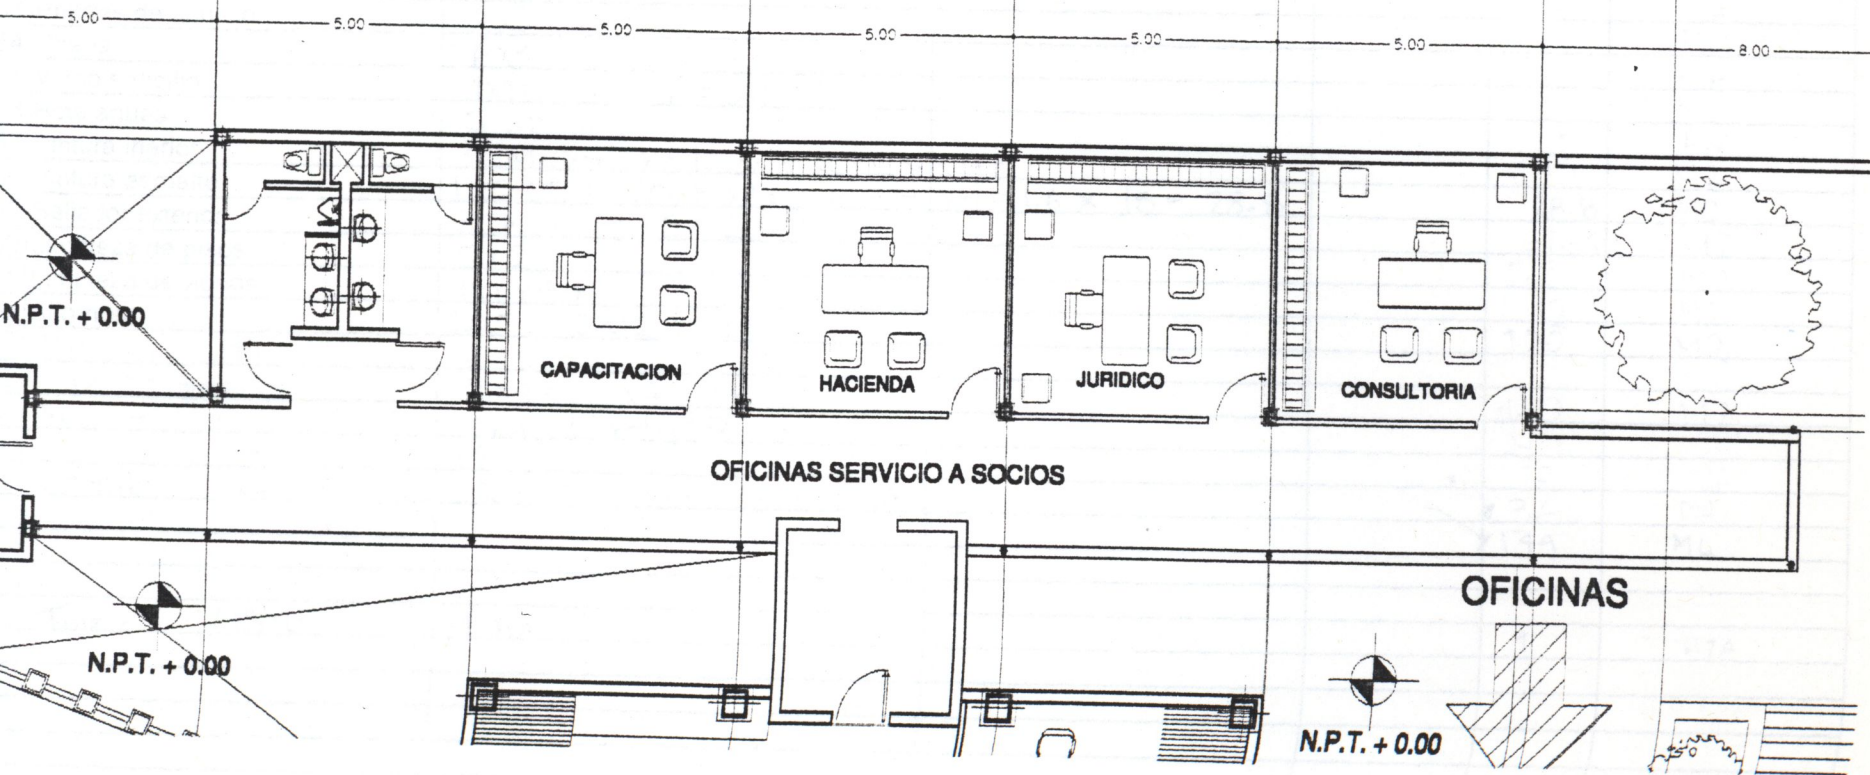 5.00 5.00 5.00 5.00 5.00 5.00 8.00
N.P.T. + 0.00
CAPACITACION
HACIENDA
JURIDICO
CONSULTORIA
OFICINAS SERVICIO A SOCIOS
OFICINAS
N.P.T. + 0.00
N.P.T. + 0.00